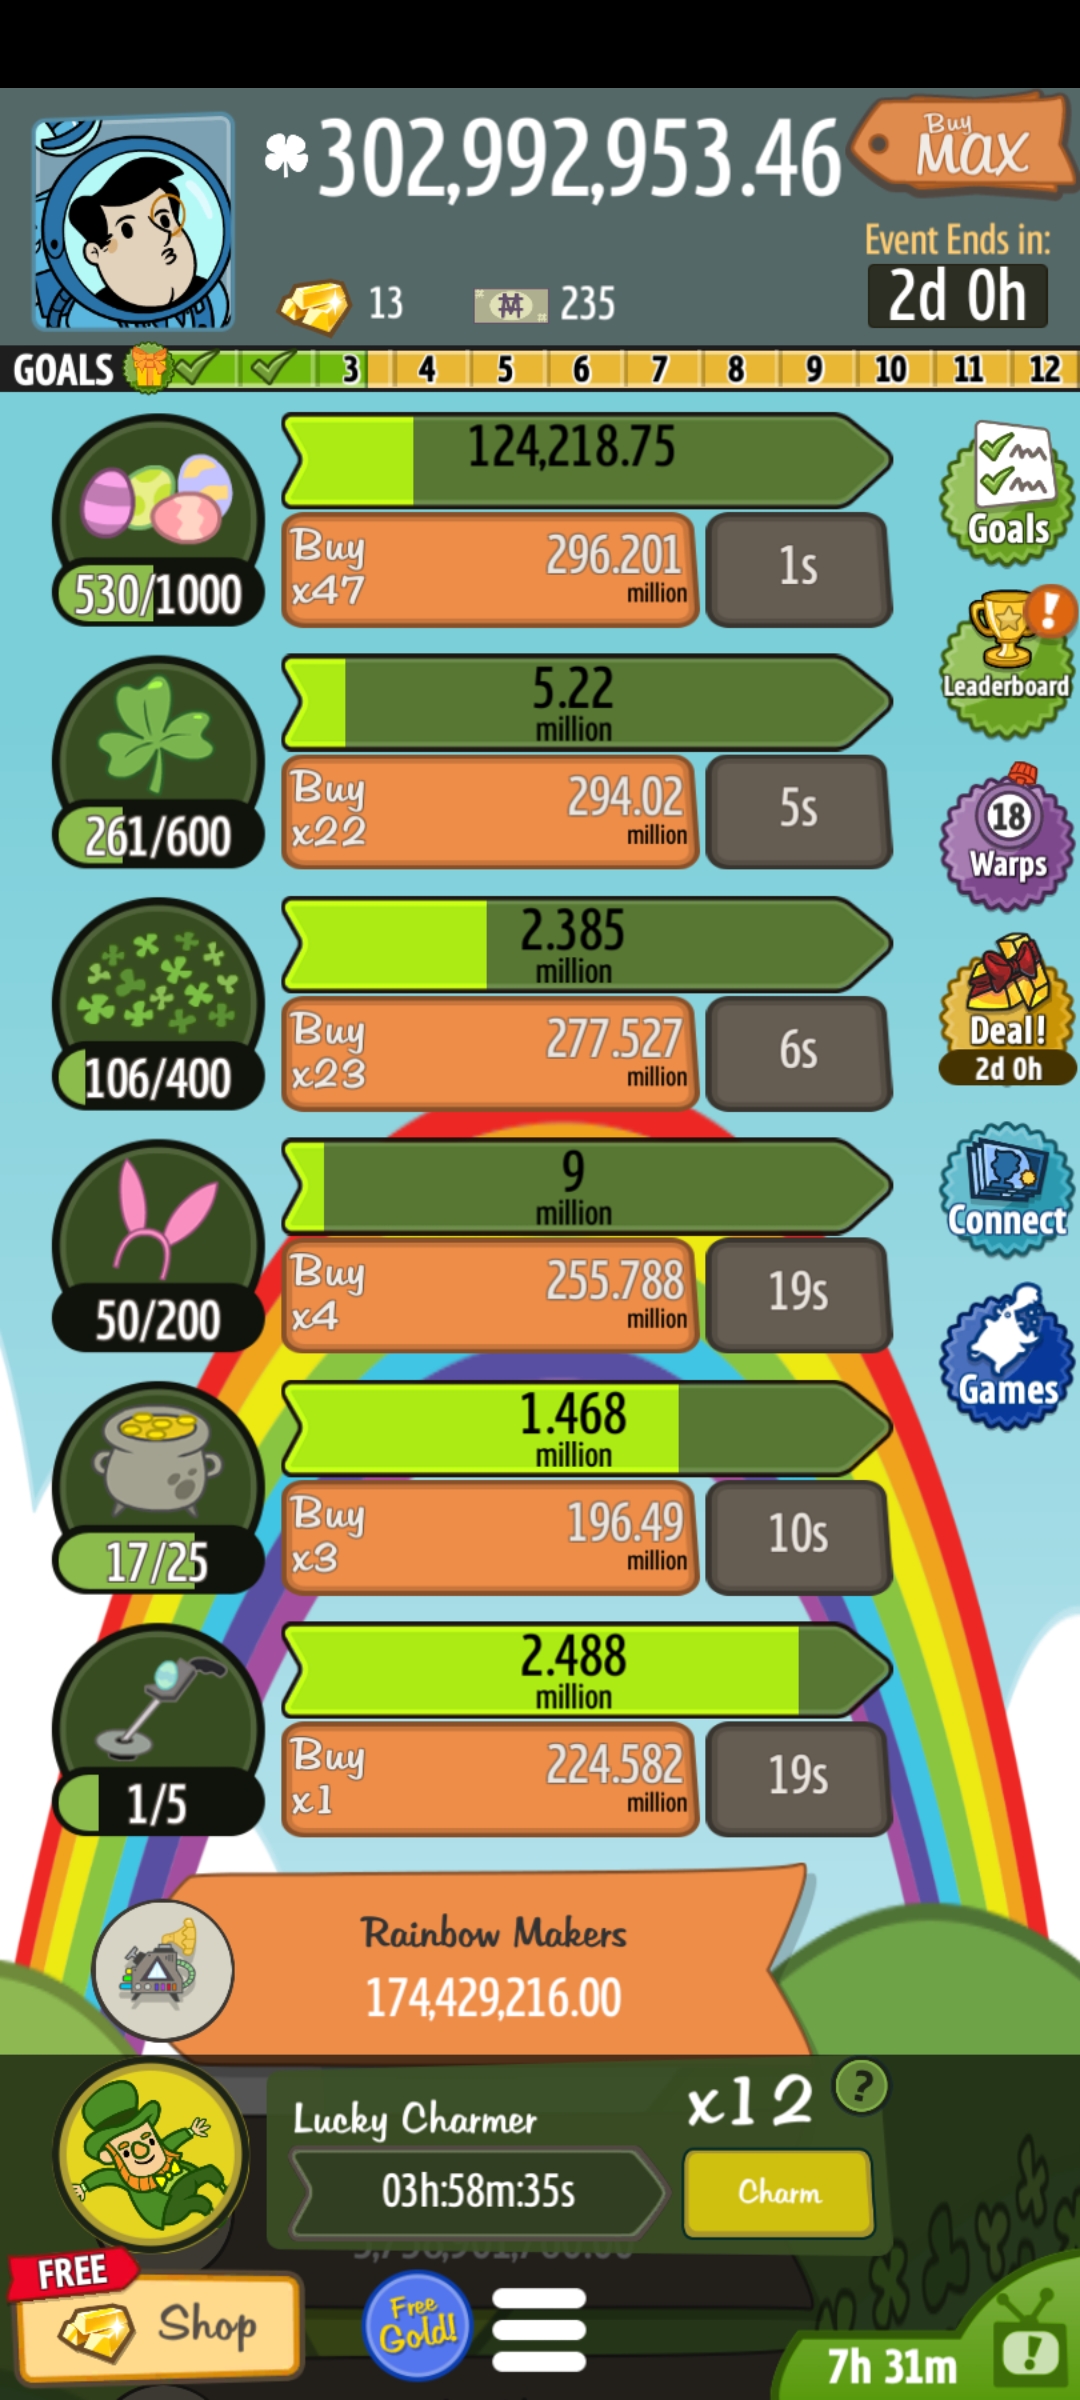 302,992,953.46
Buy
MAX
Event Ends in:
2d 0h
13
235
GOALS
3 4 5 6 7 8 9 10 11 12
124,218.75
Buy
x47
296.201
million
1s
530/1000
Goals
5.22
million
Buy
x22
294.02
million
5s
261/600
!
Leaderboard
2.385
million
Buy
x23
277.527
million
6s
106/400
18
Warps
Deal!
2d 0h
9
million
Buy
x4
255.788
million
19s
50/200
Connect
1.468
million
Buy
x3
196.49
million
10s
17/25
Games
2.488
million
Buy
x1
224.582
million
19s
1/5
Rainbow Makers
174,429,216.00
Lucky Charmer
x12
?
03h:58m:35s
Charm
FREE
Shop
Free
Gold!
7h 31m
!